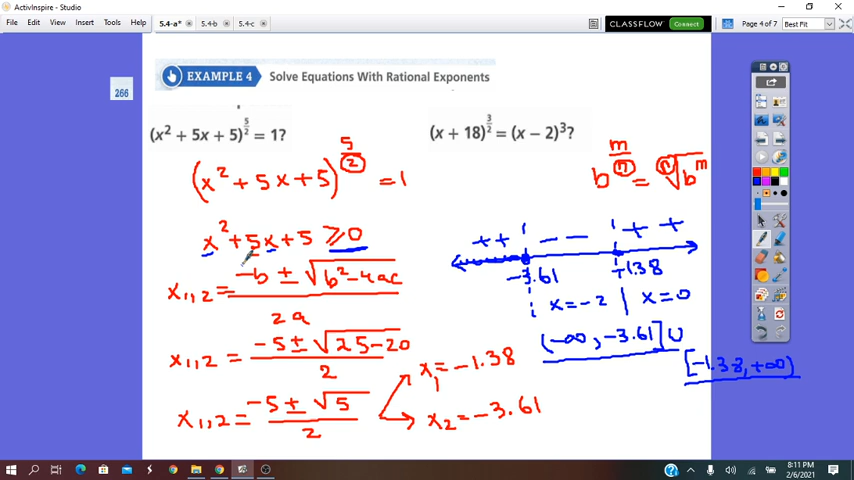 ActivInspire - Studio
File Edit View Insert Tools Help
CLASSFLOW Connect Page 4 of 7 Best Fit
5.4-a* 5.4-b 5.4-c
266
EXAMPLE 4 Solve Equations With Rational Exponents
(x² + 5x + 5)^(5/2) = 1?
(x + 18)^(3/2) = (x − 2)³?
(x² + 5x + 5)^(5/2) = 1
b^(m/n) = ⁿ√b^m
x² + 5x + 5 ≥ 0
+ + − − + +
−3.61 −1.38
x = −2 | x = 0
x₁,₂ = (−b ± √(b² − 4ac)) / 2a
(−∞, −3.61] ∪
[−1.38, +∞)
x₁,₂ = (−5 ± √(25−20)) / 2
x₁ = −1.38
x₁,₂ = (−5 ± √5) / 2
x₂ = −3.61
8:11 PM
2/6/2021